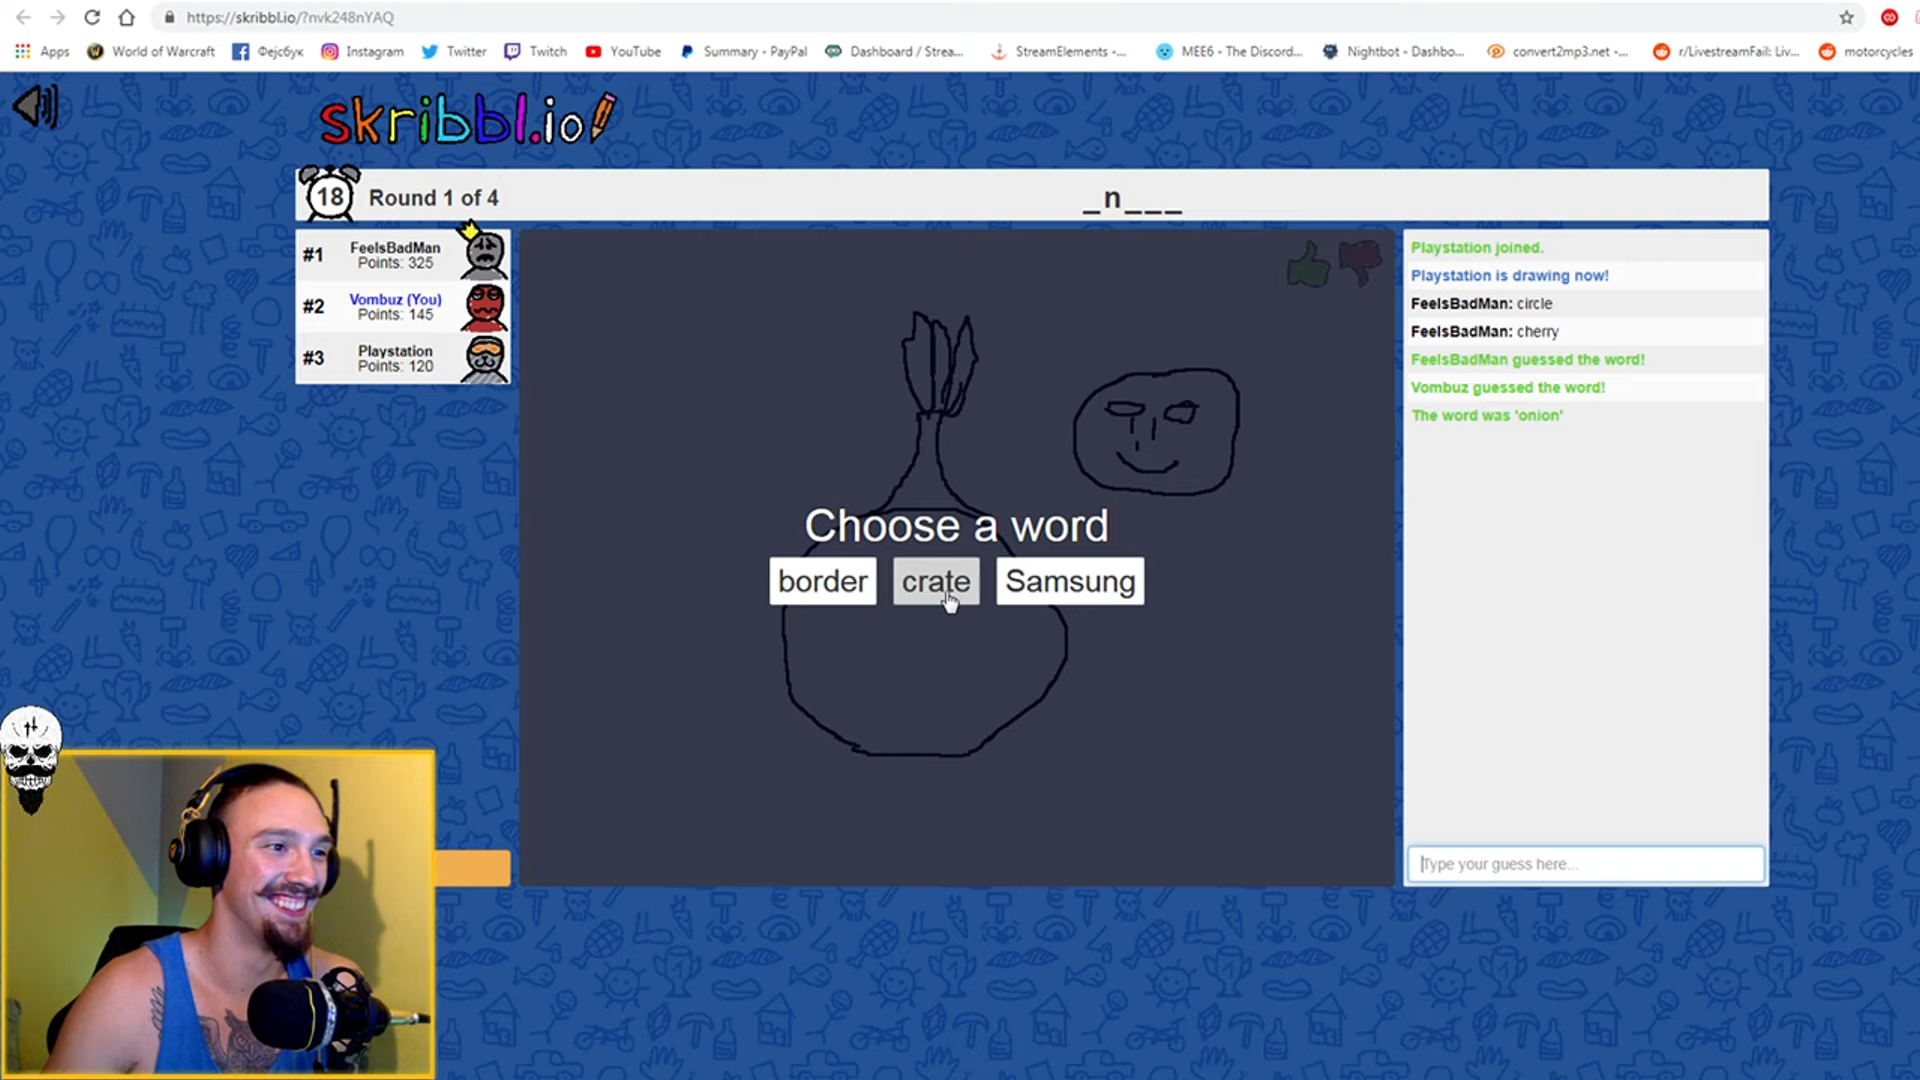 https://skribbl.io/?nvk248nYAQ
Apps World of Warcraft Фејсбук Instagram Twitter Twitch YouTube Summary - PayPal Dashboard / Strea... StreamElements -... MEE6 - The Discord... Nightbot - Dashbo... convert2mp3.net -... r/LivestreamFail: Liv... motorcycles
skribbl.io
18 Round 1 of 4 _n___
#1 FeelsBadMan
Points: 325
#2 Vombuz (You)
Points: 145
#3 Playstation
Points: 120
Choose a word
border crate Samsung
Playstation joined.
Playstation is drawing now!
FeelsBadMan: circle
FeelsBadMan: cherry
FeelsBadMan guessed the word!
Vombuz guessed the word!
The word was 'onion'
Type your guess here...